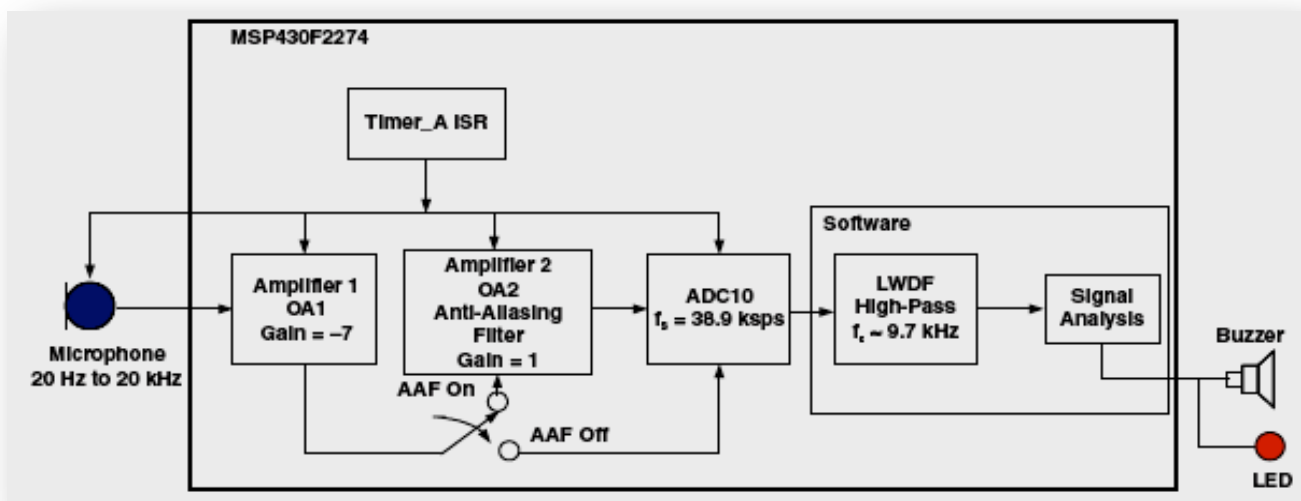 MSP430F2274
Timer_A ISR
Software
Amplifier 1
OA1
Gain = –7
Amplifier 2
OA2
Anti-Aliasing
Filter
Gain = 1
ADC10
fs = 38.9 ksps
LWDF
High-Pass
fc ~ 9.7 kHz
Signal
Analysis
Microphone
20 Hz to 20 kHz
AAF On
AAF Off
Buzzer
LED